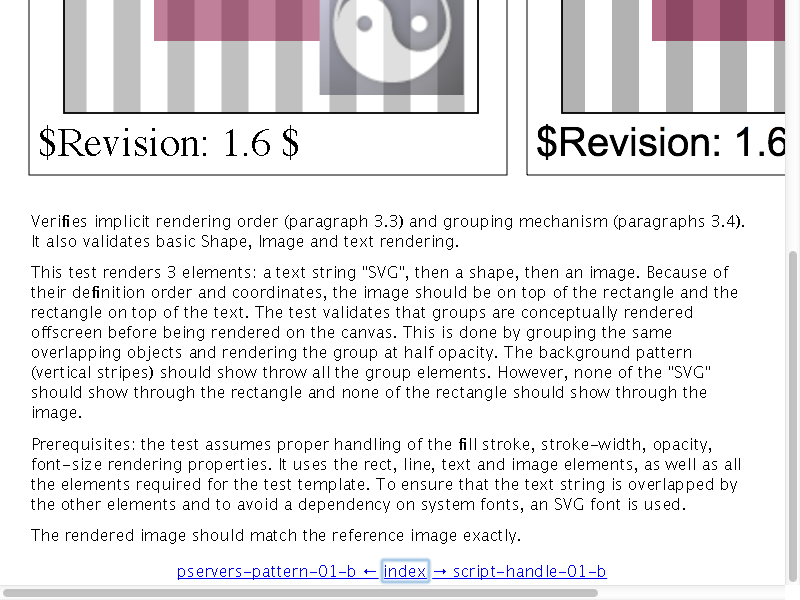 $Revision: 1.6 $
$Revision: 1.6
Verifies implicit rendering order (paragraph 3.3) and grouping mechanism (paragraphs 3.4).
It also validates basic Shape, Image and text rendering.
This test renders 3 elements: a text string "SVG", then a shape, then an image. Because of
their definition order and coordinates, the image should be on top of the rectangle and the
rectangle on top of the text. The test validates that groups are conceptually rendered
offscreen before being rendered on the canvas. This is done by grouping the same
overlapping objects and rendering the group at half opacity. The background pattern
(vertical stripes) should show throw all the group elements. However, none of the "SVG"
should show through the rectangle and none of the rectangle should show through the
image.
Prerequisites: the test assumes proper handling of the fill stroke, stroke-width, opacity,
font-size rendering properties. It uses the rect, line, text and image elements, as well as all
the elements required for the test template. To ensure that the text string is overlapped by
the other elements and to avoid a dependency on system fonts, an SVG font is used.
The rendered image should match the reference image exactly.
pservers-pattern-01-b ← index → script-handle-01-b